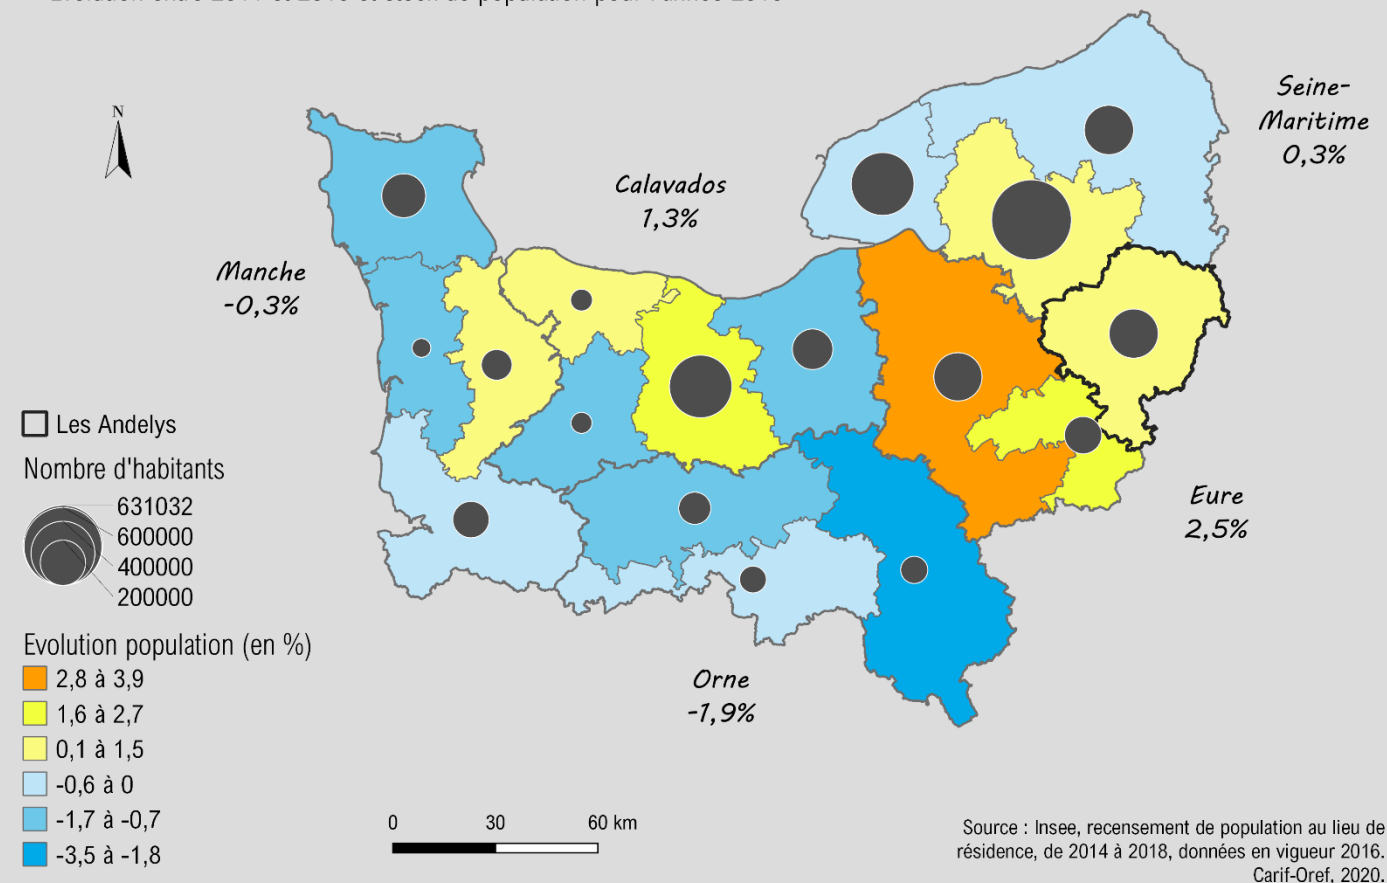 Seine-
Maritime
0,3%
N
Calavados
1,3%
Manche
-0,3%
Les Andelys
Nombre d'habitants
631032
600000
400000
200000
Eure
2,5%
Evolution population (en %)
2,8 à 3,9
1,6 à 2,7
0,1 à 1,5
-0,6 à 0
-1,7 à -0,7
-3,5 à -1,8
Orne
-1,9%
0 30 60 km
Source : Insee, recensement de population au lieu de
résidence, de 2014 à 2018, données en vigueur 2016.
Carif-Oref, 2020.